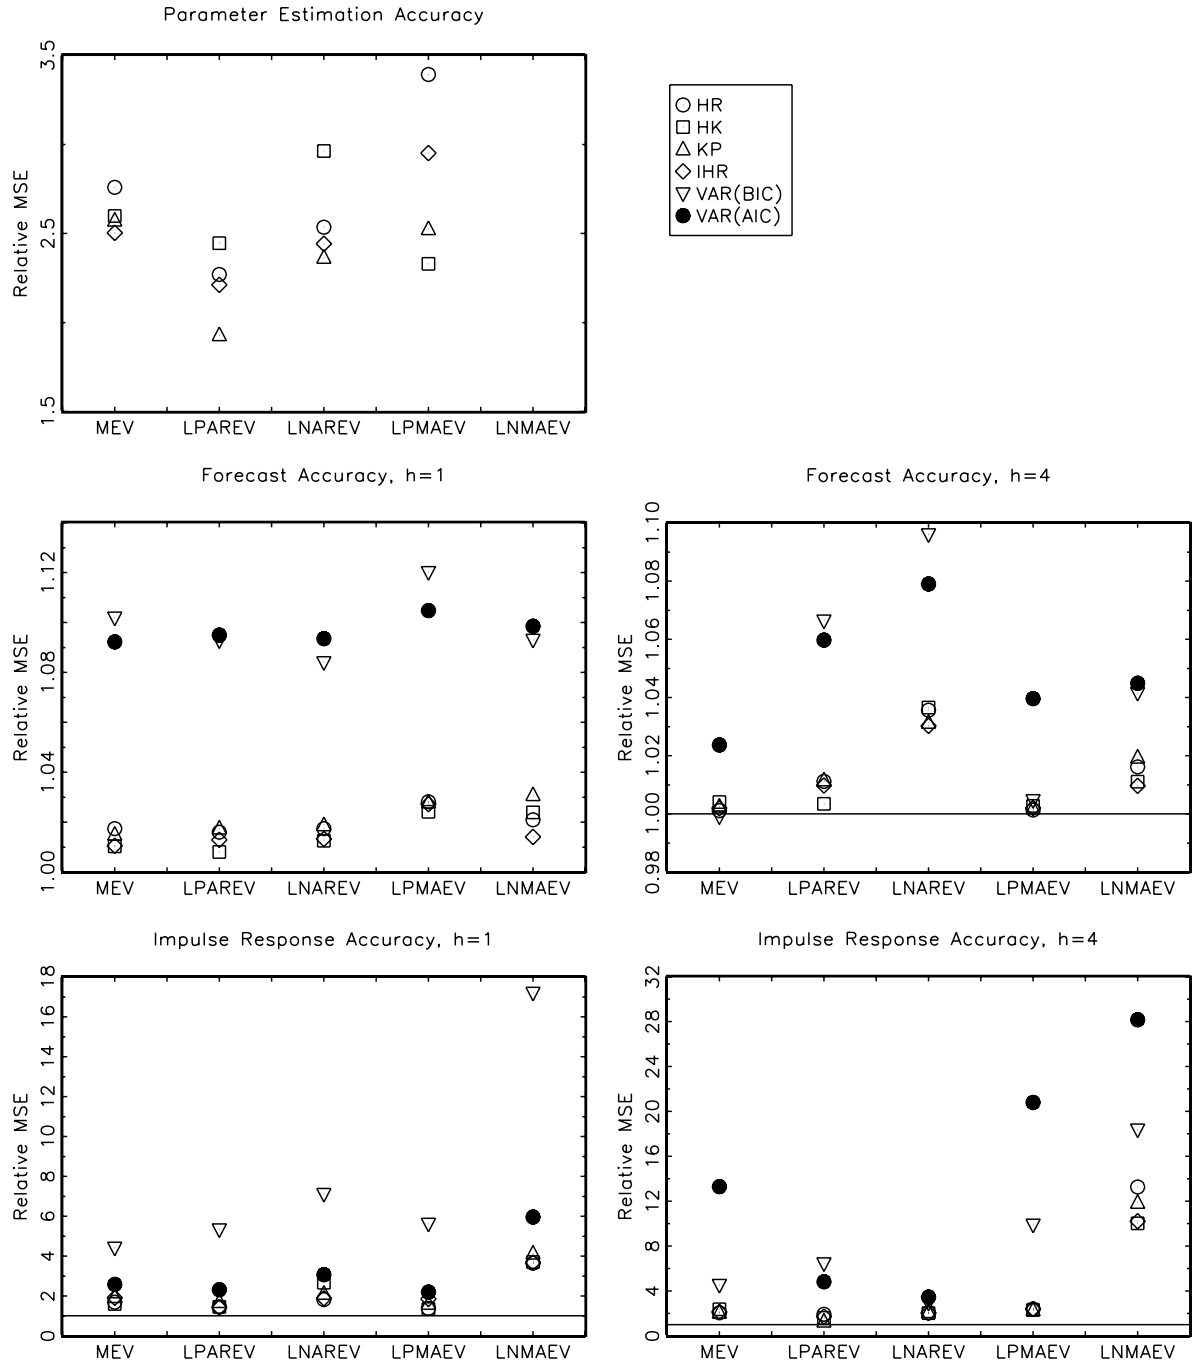 Parameter Estimation Accuracy
3.5
2.5
1.5
Relative MSE
MEV LPAREV LNAREV LPMAEV LNMAEV
HR
HK
KP
IHR
VAR(BIC)
VAR(AIC)
Forecast Accuracy, h=1
1.12
1.08
1.04
1.00
Relative MSE
MEV LPAREV LNAREV LPMAEV LNMAEV
Forecast Accuracy, h=4
1.10
1.08
1.06
1.04
1.02
1.00
0.98
Relative MSE
MEV LPAREV LNAREV LPMAEV LNMAEV
Impulse Response Accuracy, h=1
18
16
14
12
10
8
6
4
2
0
Relative MSE
MEV LPAREV LNAREV LPMAEV LNMAEV
Impulse Response Accuracy, h=4
32
28
24
20
16
12
8
4
0
Relative MSE
MEV LPAREV LNAREV LPMAEV LNMAEV